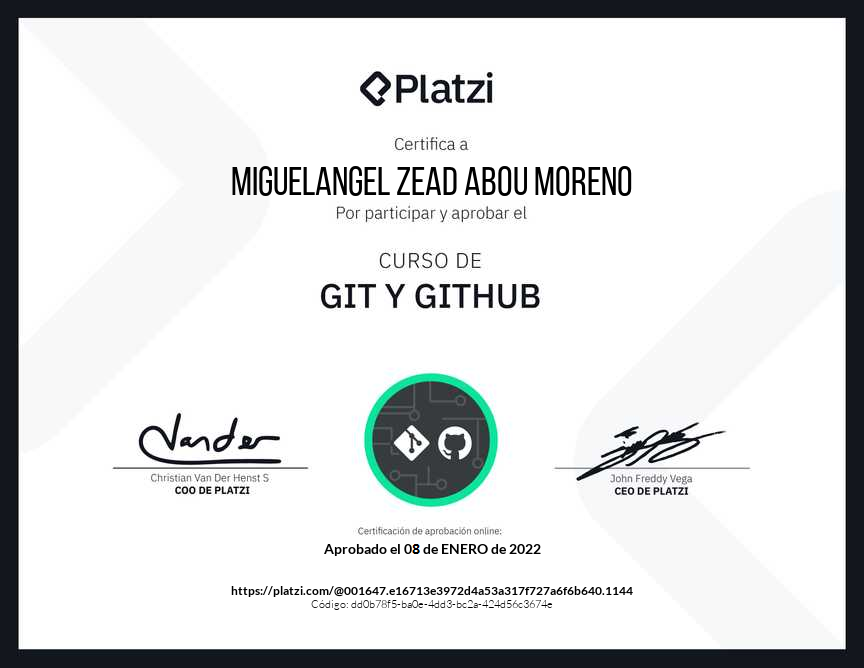 Platzi
Certifica a
MIGUELANGEL ZEAD ABOU MORENO
Por participar y aprobar el
CURSO DE
GIT Y GITHUB
Vander
Christian Van Der Henst S
COO DE PLATZI
John Freddy Vega
CEO DE PLATZI
Certificación de aprobación online:
Aprobado el 08 de ENERO de 2022
https://platzi.com/@001647.e16713e3972d4a53a317f727a6f6b640.1144
Código: dd0b78f5-ba0e-4dd3-bc2a-424d56c3674e